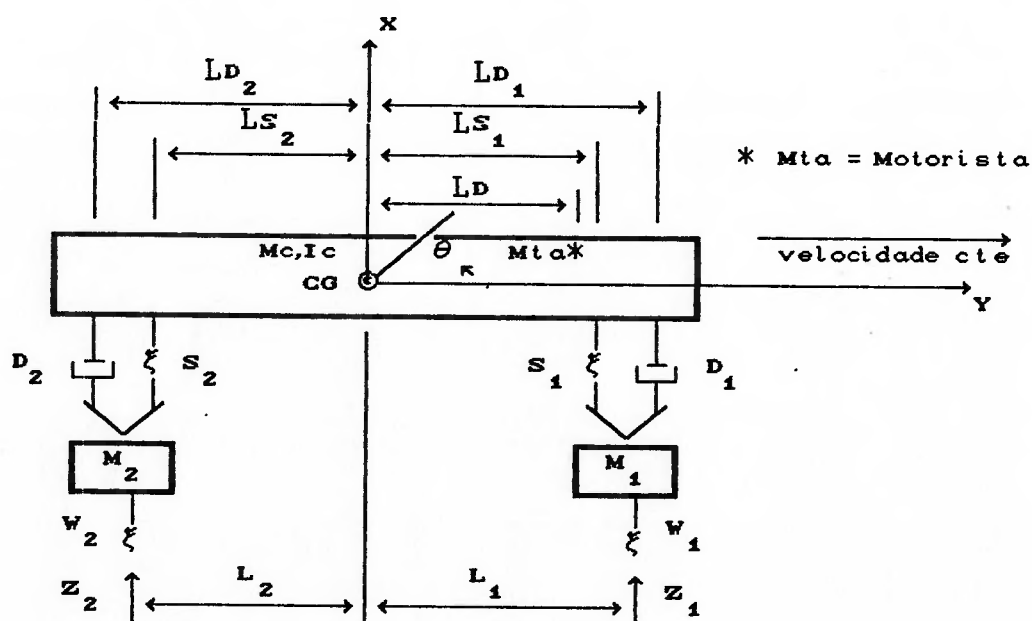 X
LD2 LD1
LS2 LS1
* Mta = Motorista
LD
Mc,Ic θ Mta*
velocidade cte
CG
Y
D2 S2 S1 D1
M2 M1
W2 W1
L2 L1
Z2 Z1